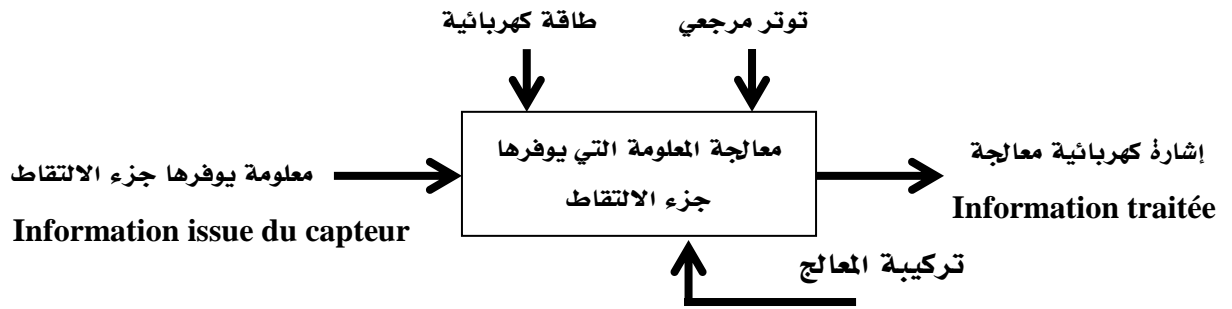 طاقة كهربائية
توتر مرجعي
معالجة المعلومة التي يوفرها
جزء الالتقاط
معلومة يوفرها جزء الالتقاط
Information issue du capteur
إشارة كهربائية معالجة
Information traitée
تركيبة المعالج